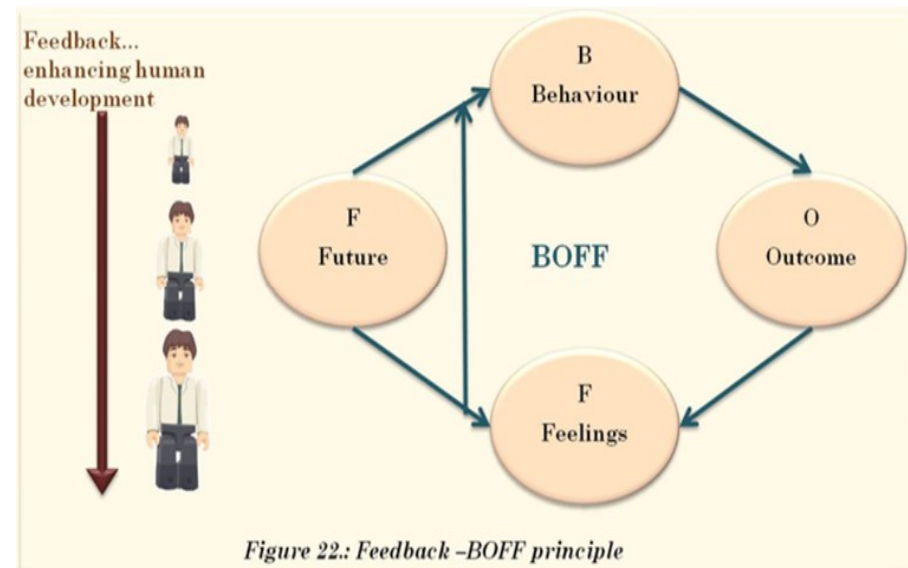 Feedback...
enhancing human
development
B
Behaviour
F
Future
BOFF
O
Outcome
F
Feelings
Figure 22.: Feedback –BOFF principle